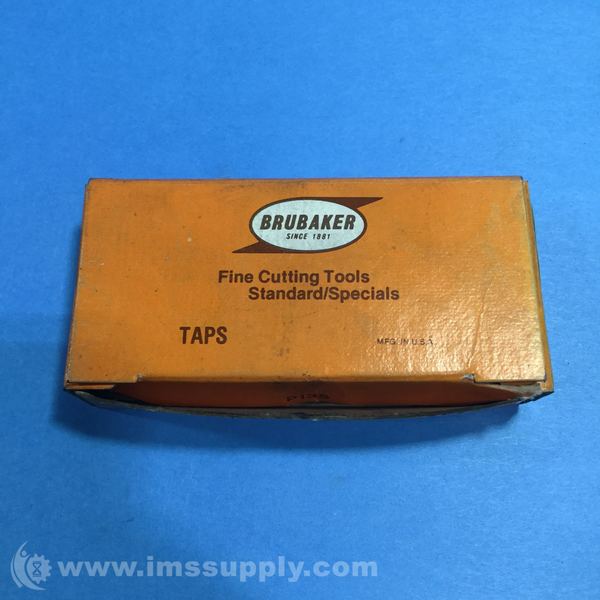 BRUBAKER
SINCE 1881
Fine Cutting Tools
Standard/Specials
TAPS
MFG. IN U.S.A.
www.imssupply.com